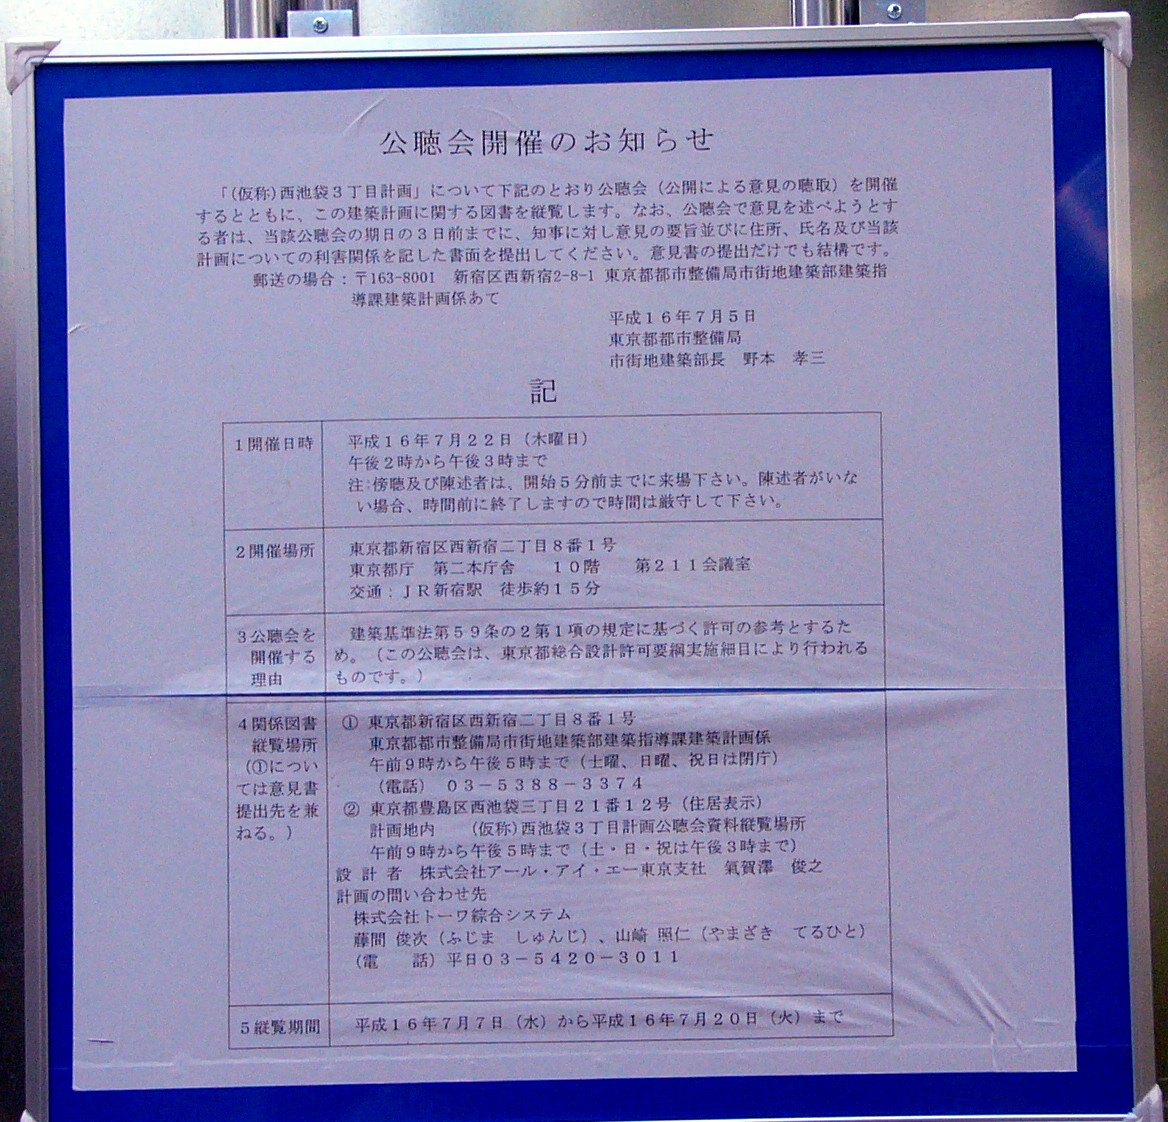 公聴会開催のお知らせ
「(仮称)西池袋３丁目計画」について下記のとおり公聴会（公開による意見の聴取）を開催
するとともに、この建築計画に関する図書を縦覧します。なお、公聴会で意見を述べようとす
る者は、当該公聴会の期日の３日前までに、知事に対し意見の要旨並びに住所、氏名及び当該
計画についての利害関係を記した書面を提出してください。意見書の提出だけでも結構です。
郵送の場合：〒163-8001　新宿区西新宿2-8-1 東京都都市整備局市街地建築部建築指
導課建築計画係あて
平成１６年７月５日
東京都都市整備局
市街地建築部長　野本　孝三
記
１開催日時
平成１６年７月２２日（木曜日）
午後２時から午後３時まで
注:傍聴及び陳述者は、開始５分前までに来場下さい。陳述者がいな
い場合、時間前に終了しますので時間は厳守して下さい。
２開催場所
東京都新宿区西新宿二丁目８番１号
東京都庁　第二本庁舎　　１０階　　第２１１会議室
交通：ＪＲ新宿駅　徒歩約１５分
３公聴会を
開催する
理由
建築基準法第５９条の２第１項の規定に基づく許可の参考とするた
め。（この公聴会は、東京都総合設計許可要綱実施細目により行われる
ものです。）
４関係図書
縦覧場所
（①につい
ては意見書
提出先を兼
ねる。）
① 東京都新宿区西新宿二丁目８番１号
東京都都市整備局市街地建築部建築指導課建築計画係
午前９時から午後５時まで（土曜、日曜、祝日は閉庁）
（電話）　０３－５３８８－３３７４
② 東京都豊島区西池袋三丁目２１番１２号（住居表示）
計画地内　　(仮称)西池袋３丁目計画公聴会資料縦覧場所
午前９時から午後５時まで（土・日・祝は午後３時まで）
設 計 者　株式会社アール・アイ・エー東京支社　氣賀澤　俊之
計画の問い合わせ先
株式会社トーワ綜合システム
藤間 俊次（ふじま　しゅんじ）、山崎 照仁（やまざき　てるひと）
（電　　話）平日０３－５４２０－３０１１
５縦覧期間
平成１６年７月７日（水）から平成１６年７月２０日（火）まで